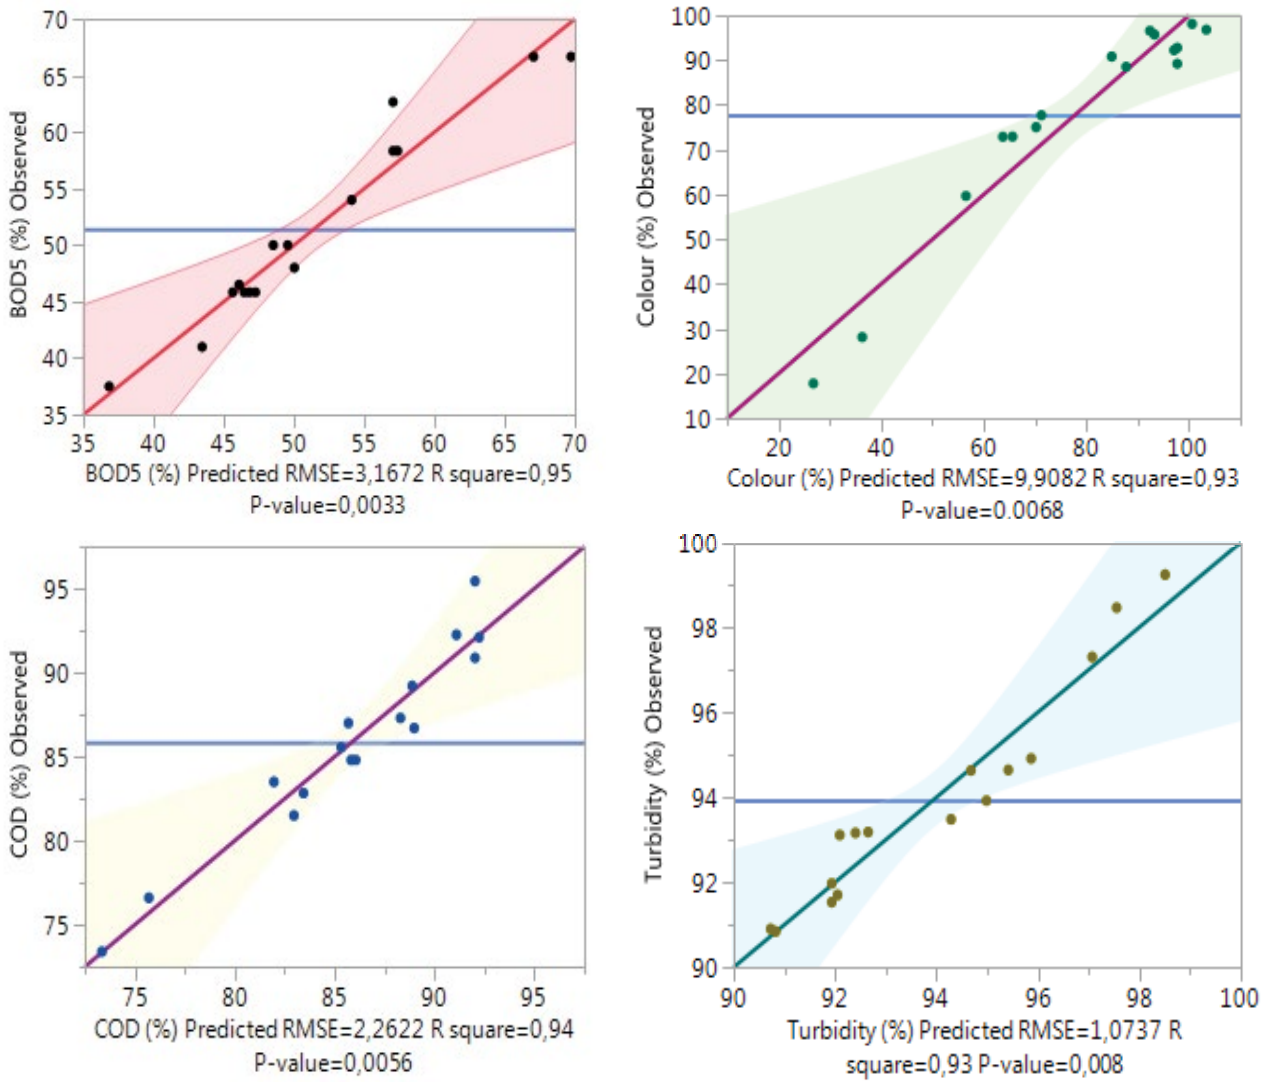 70
65
60
55
50
45
40
35
BOD5 (%) Observed
35 40 45 50 55 60 65 70
BOD5 (%) Predicted RMSE=3,1672 R square=0,95
P-value=0,0033
100
90
80
70
60
50
40
30
20
10
Colour (%) Observed
20 40 60 80 100
Colour (%) Predicted RMSE=9,9082 R square=0,93
P-value=0.0068
95
90
85
80
75
COD (%) Observed
75 80 85 90 95
COD (%) Predicted RMSE=2,2622 R square=0,94
P-value=0,0056
100
98
96
94
92
90
Turbidity (%) Observed
90 92 94 96 98 100
Turbidity (%) Predicted RMSE=1,0737 R
square=0,93 P-value=0,008